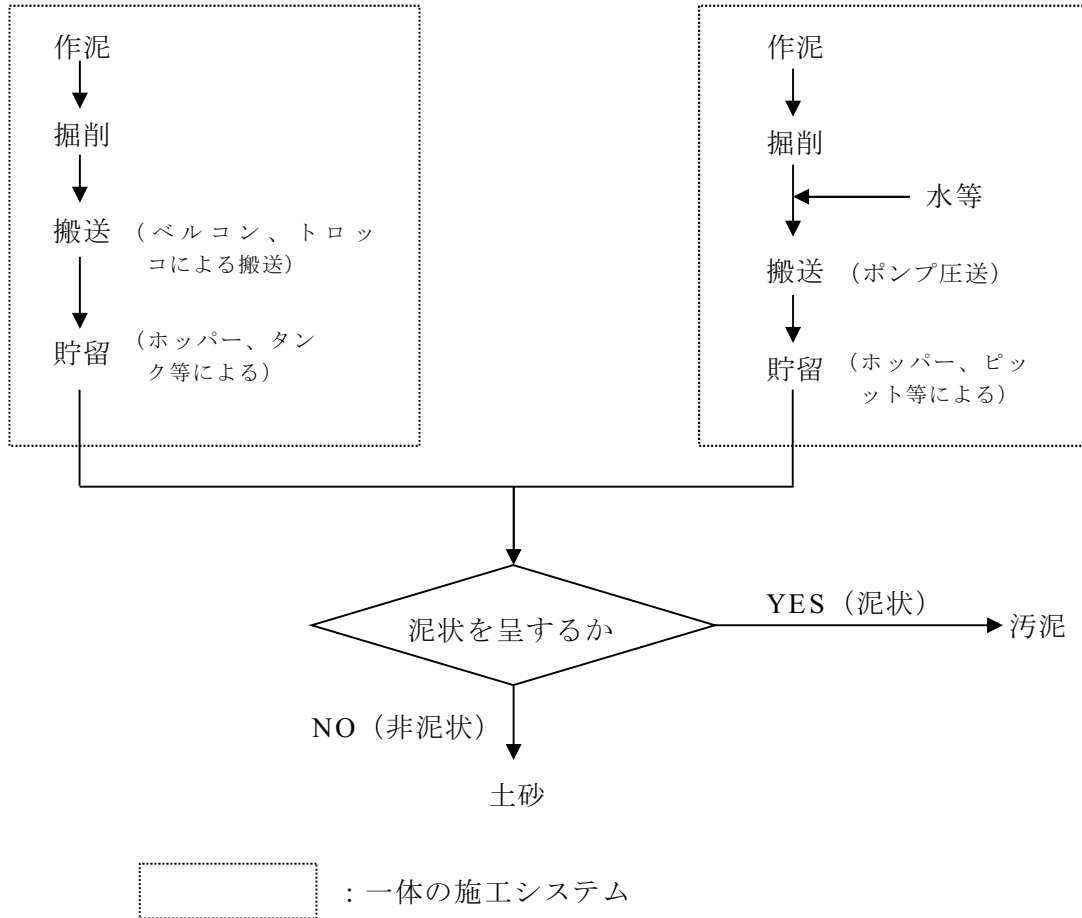 作泥
掘削
搬送
（ベルコン、トロッ
コによる搬送）
貯留
（ホッパー、タン
ク等による）
作泥
掘削
水等
搬送
（ポンプ圧送）
貯留
（ホッパー、ピッ
ット等による）
泥状を呈するか
YES（泥状）
汚泥
NO（非泥状）
土砂
：一体の施工システム